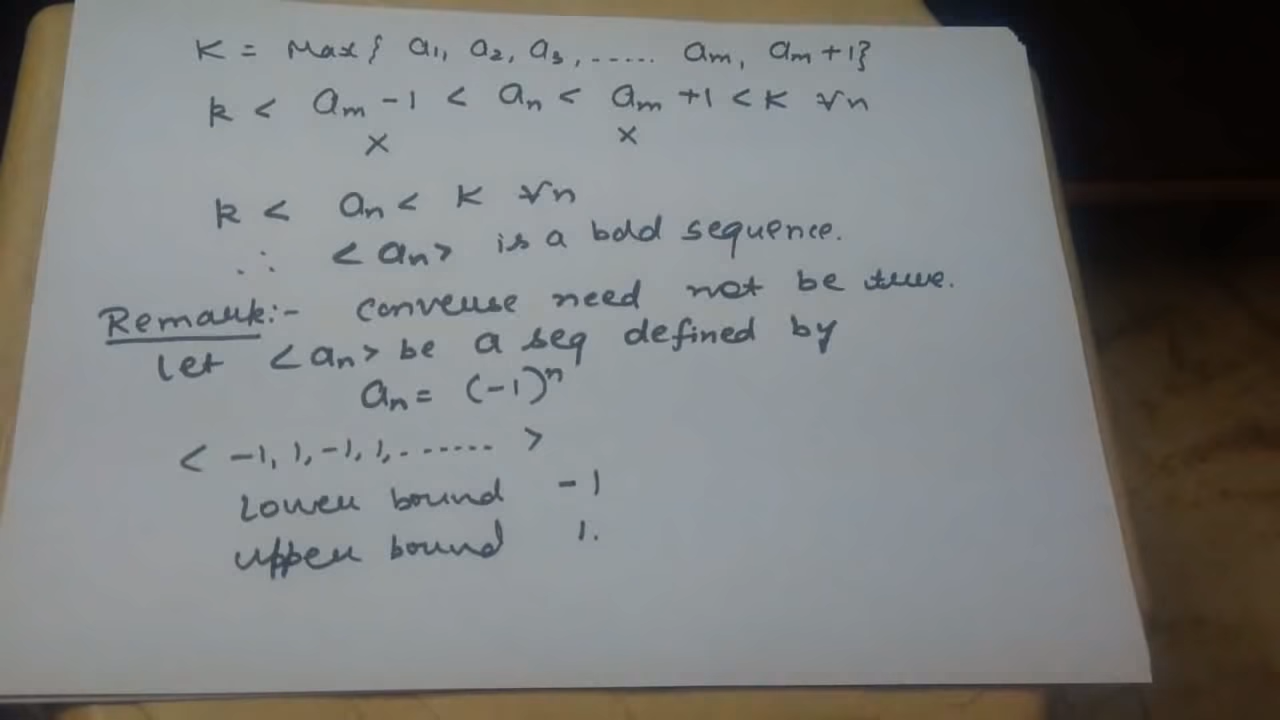 K = Max{ a1, a2, a3, ...... am, am +1}
k < am -1 < an < am +1 < K ∀n
× ×
k < an < K ∀n
∴ <an> is a bdd sequence.
Remark:- converse need not be true.
Let <an> be a seq defined by
an = (-1)^n
< -1, 1, -1, 1, ....... >
Lower bound -1
upper bound 1.